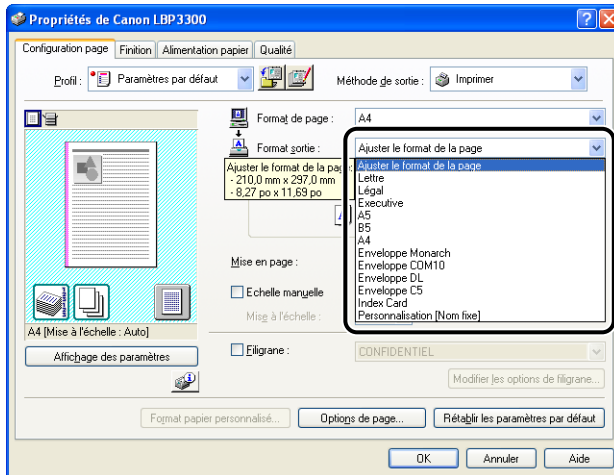 Propriétés de Canon LBP3300
Configuration page Finition Alimentation papier Qualité
Profil : Paramètres par défaut Méthode de sortie : Imprimer
Format de page : A4
Format sortie : Ajuster le format de la page
Ajuster le format de la page
- 210,0 mm x 297,0 mm
- 8,27 po x 11,69 po
Ajuster le format de la page
Lettre
Légal
Executive
A5
B5
A4
Enveloppe Monarch
Enveloppe COM10
Enveloppe DL
Enveloppe C5
Index Card
Personnalisation [Nom fixe]
Mise en page :
Echelle manuelle
Mise à l'échelle :
A4 [Mise à l'échelle : Auto]
Affichage des paramètres
Filigrane : CONFIDENTIEL
Modifier les options de filigrane...
Format papier personnalisé... Options de page... Rétablir les paramètres par défaut
OK Annuler Aide